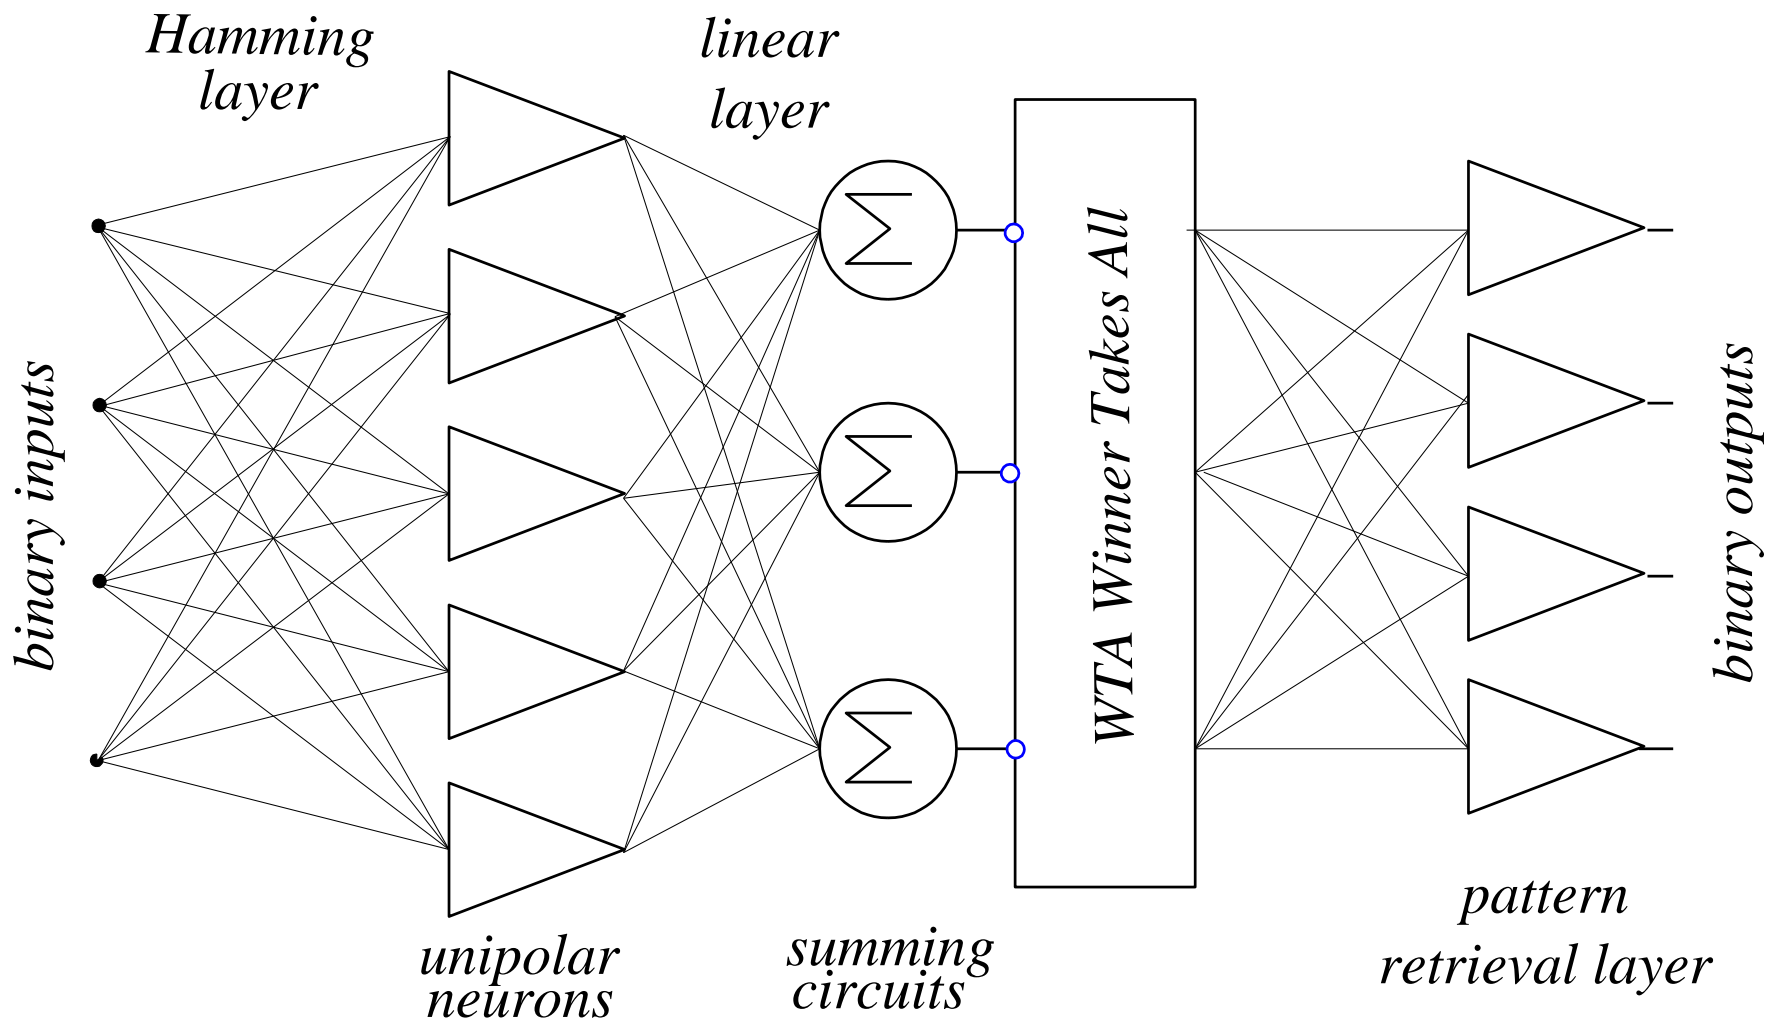 Hamming
layer
linear
layer
binary inputs
Σ
Σ
Σ
WTA Winner Takes All
binary outputs
unipolar
neurons
summing
circuits
pattern
retrieval layer